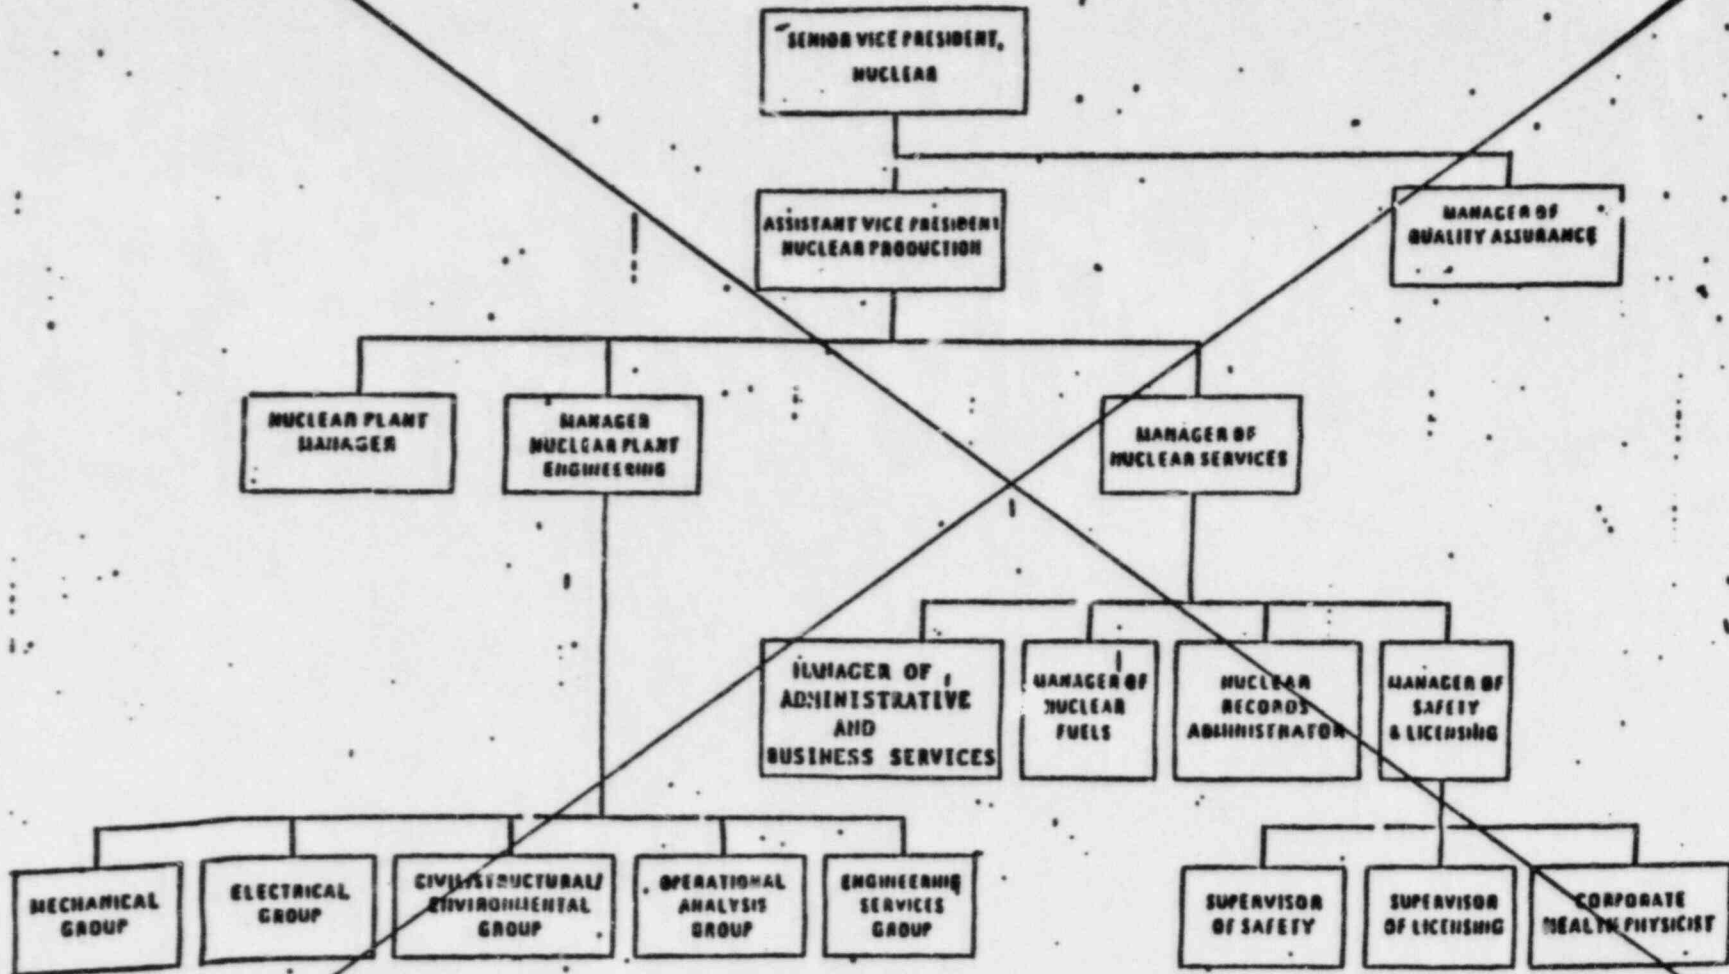 SENIOR VICE PRESIDENT,
NUCLEAR
ASSISTANT VICE PRESIDENT
NUCLEAR PRODUCTION
MANAGER OF
QUALITY ASSURANCE
NUCLEAR PLANT
MANAGER
MANAGER
NUCLEAR PLANT
ENGINEERING
MANAGER OF
NUCLEAR SERVICES
MANAGER OF
ADMINISTRATIVE
AND
BUSINESS SERVICES
MANAGER OF
NUCLEAR
FUELS
NUCLEAR
RECORDS
ADMINISTRATOR
MANAGER OF
SAFETY
& LICENSING
MECHANICAL
GROUP
ELECTRICAL
GROUP
CIVIL/STRUCTURAL/
ENVIRONMENTAL
GROUP
OPERATIONAL
ANALYSIS
GROUP
ENGINEERING
SERVICES
GROUP
SUPERVISOR
OF SAFETY
SUPERVISOR
OF LICENSING
CORPORATE
HEALTH PHYSICIST